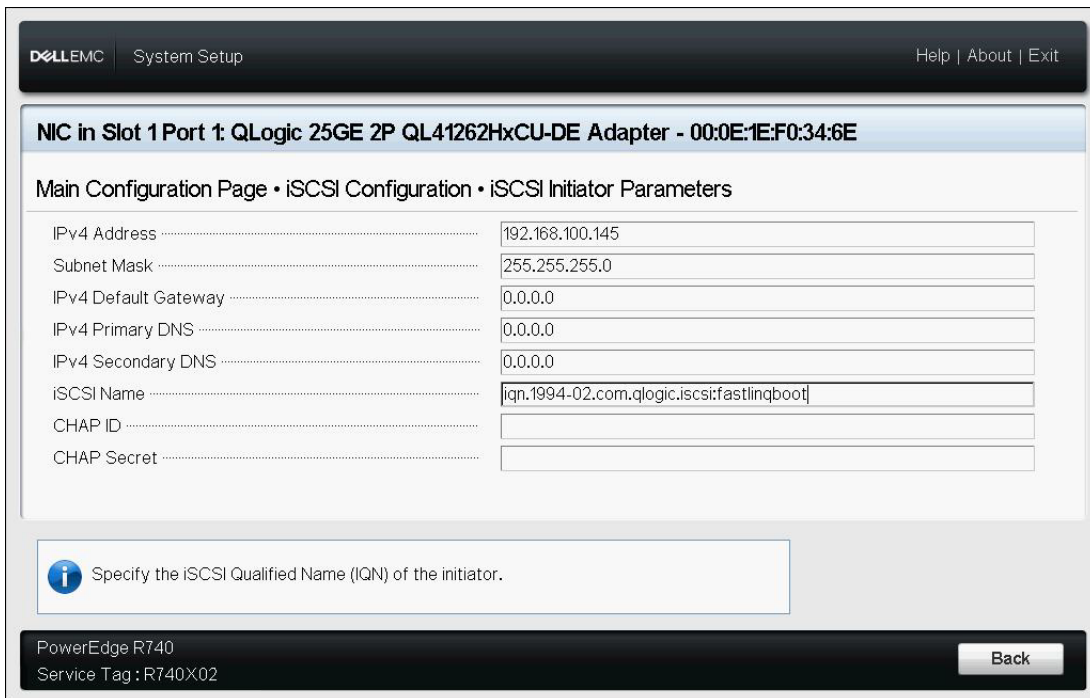 DELLEMC System Setup Help | About | Exit
NIC in Slot 1 Port 1: QLogic 25GE 2P QL41262HxCU-DE Adapter - 00:0E:1E:F0:34:6E
Main Configuration Page • iSCSI Configuration • iSCSI Initiator Parameters
IPv4 Address 192.168.100.145
Subnet Mask 255.255.255.0
IPv4 Default Gateway 0.0.0.0
IPv4 Primary DNS 0.0.0.0
IPv4 Secondary DNS 0.0.0.0
iSCSI Name iqn.1994-02.com.qlogic.iscsi:fastlinqboot
CHAP ID
CHAP Secret
Specify the iSCSI Qualified Name (IQN) of the initiator.
PowerEdge R740
Service Tag : R740X02
Back